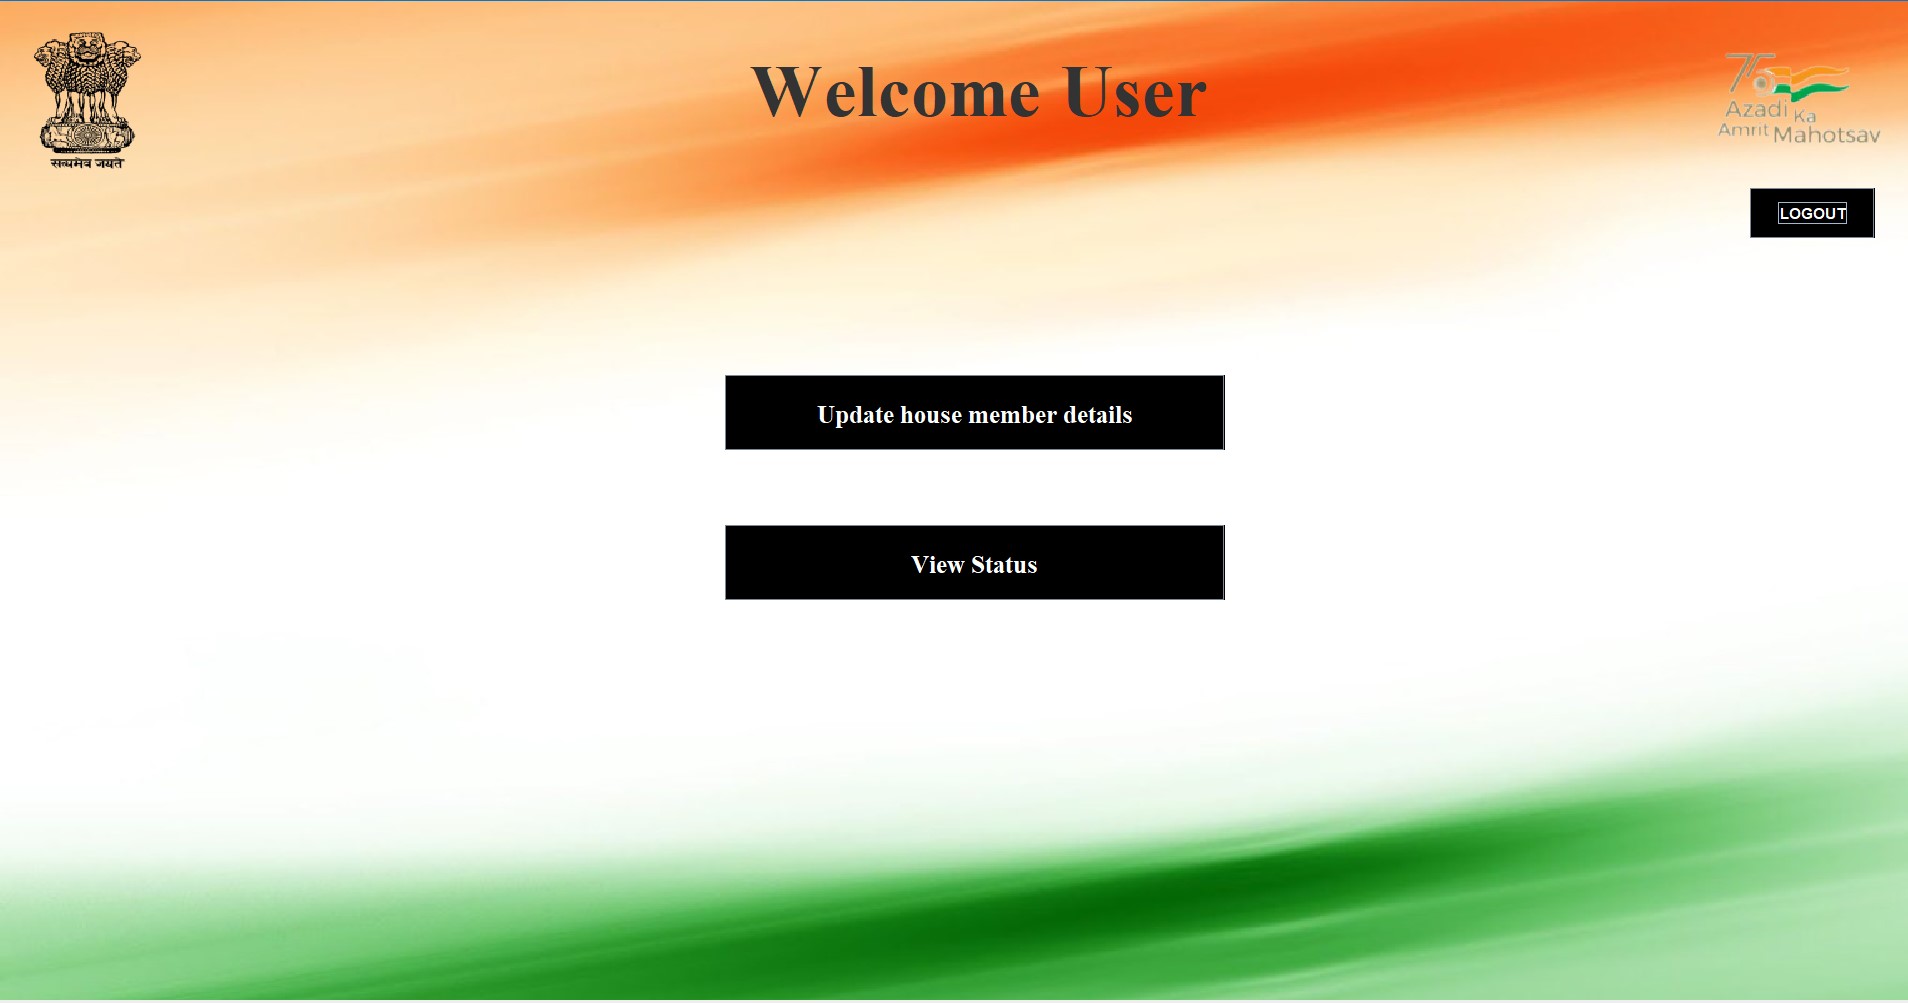 Welcome User
सत्यमेव जयते
75
Azadi Ka
Amrit Mahotsav
LOGOUT
Update house member details
View Status